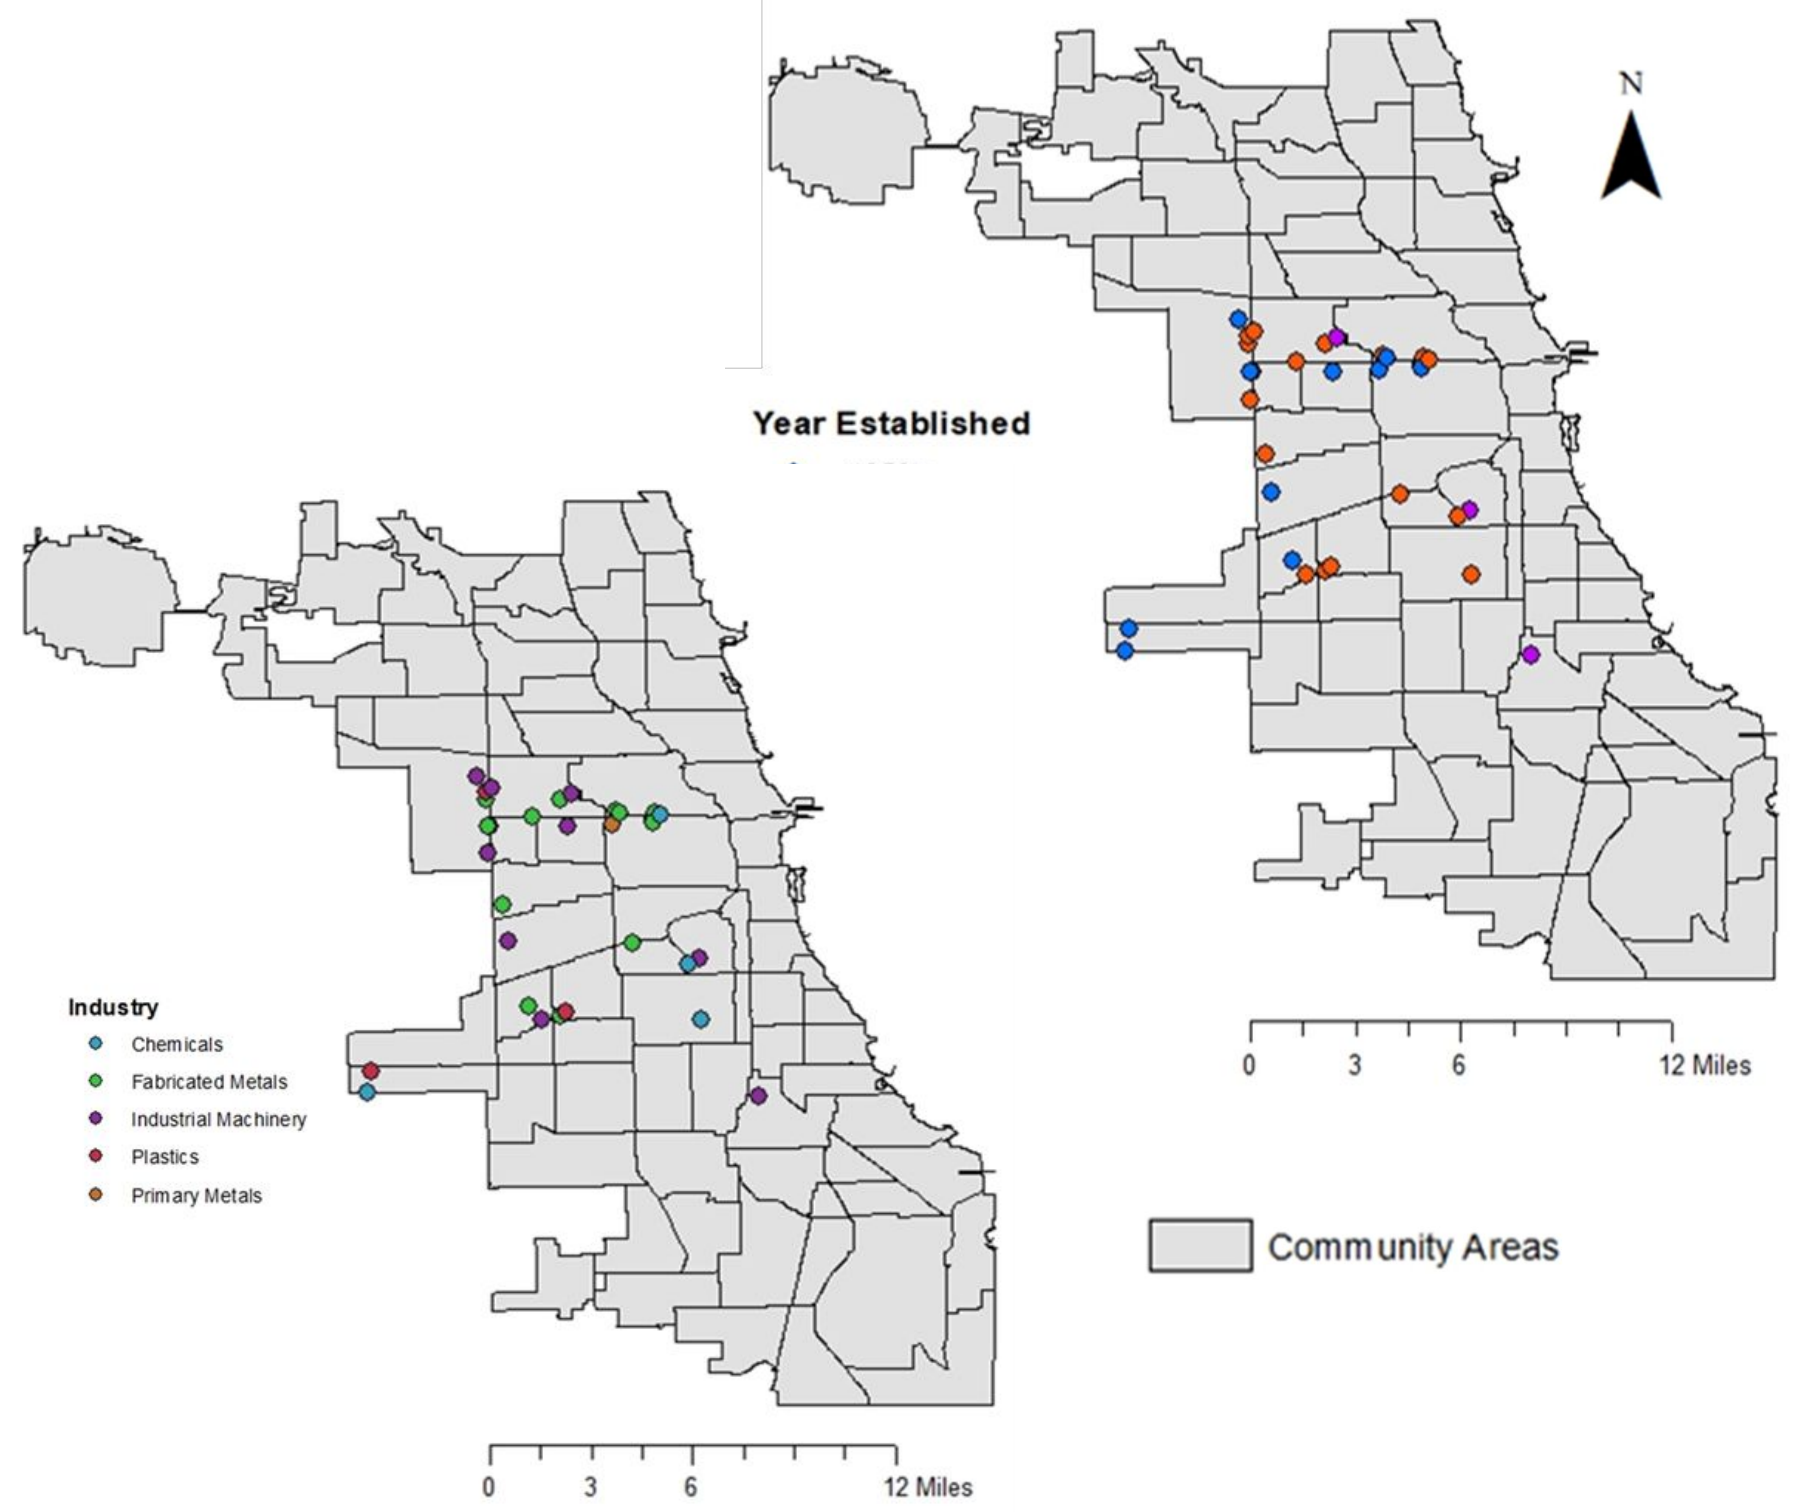 N
Year Established
0 3 6 12 Miles
Industry
Chemicals
Fabricated Metals
Industrial Machinery
Plastics
Primary Metals
Community Areas
0 3 6 12 Miles